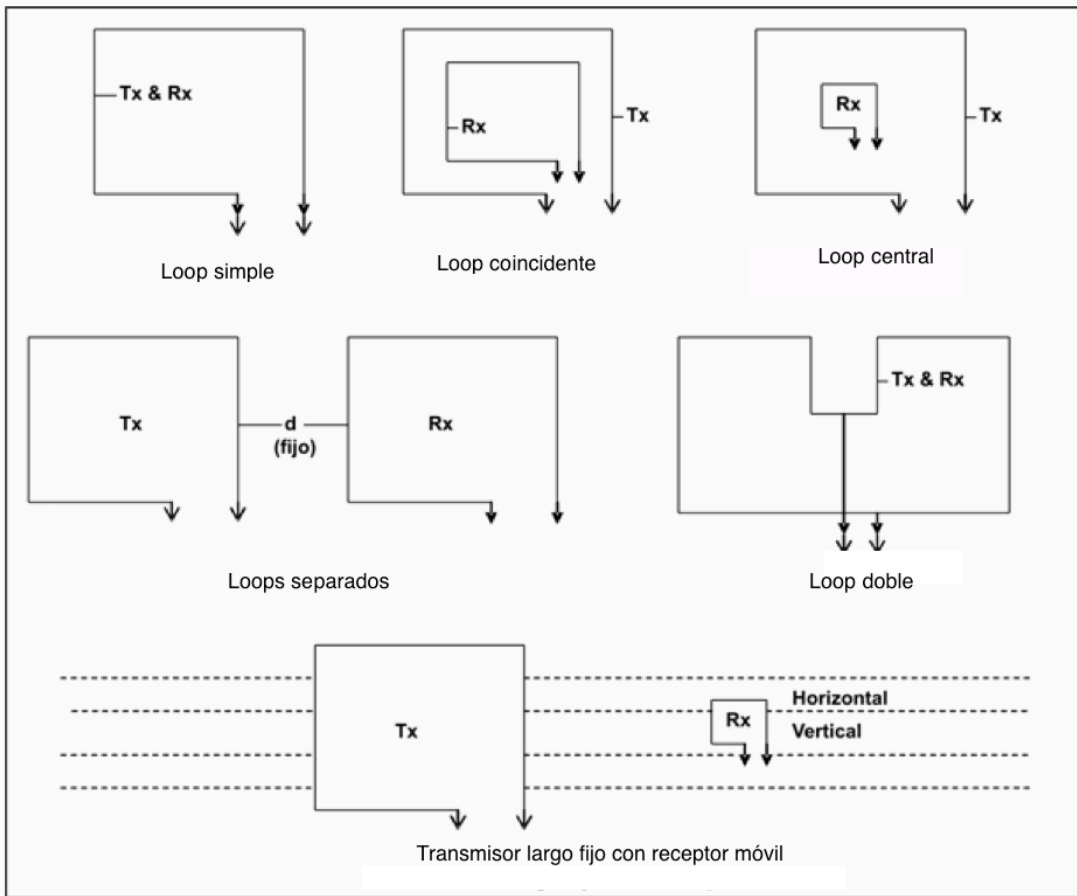 Tx & Rx
Rx
Tx
Rx
Tx
Loop simple
Loop coincidente
Loop central
Tx
d
(fijo)
Rx
Tx & Rx
Loops separados
Loop doble
Tx
Rx
Horizontal
Vertical
Transmisor largo fijo con receptor móvil